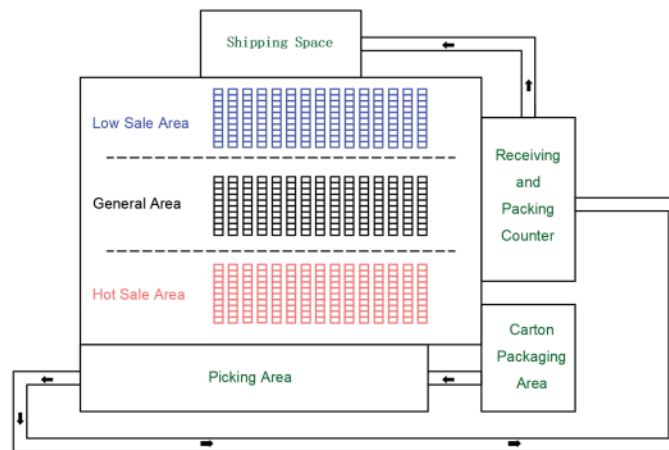 Shipping Space
Low Sale Area
General Area
Hot Sale Area
Receiving
and
Packing
Counter
Carton
Packaging
Area
Picking Area